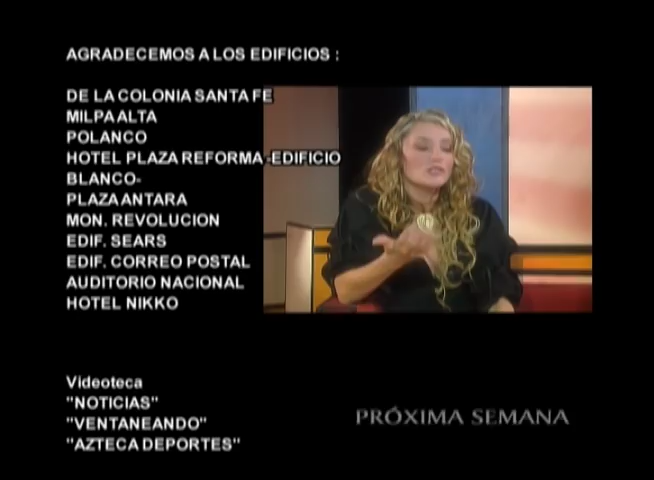 AGRADECEMOS A LOS EDIFICIOS :
DE LA COLONIA SANTA FE
MILPA ALTA
POLANCO
HOTEL PLAZA REFORMA -EDIFICIO
BLANCO-
PLAZA ANTARA
MON. REVOLUCION
EDIF. SEARS
EDIF. CORREO POSTAL
AUDITORIO NACIONAL
HOTEL NIKKO
Videoteca
"NOTICIAS"
"VENTANEANDO"
"AZTECA DEPORTES"
PRÓXIMA SEMANA